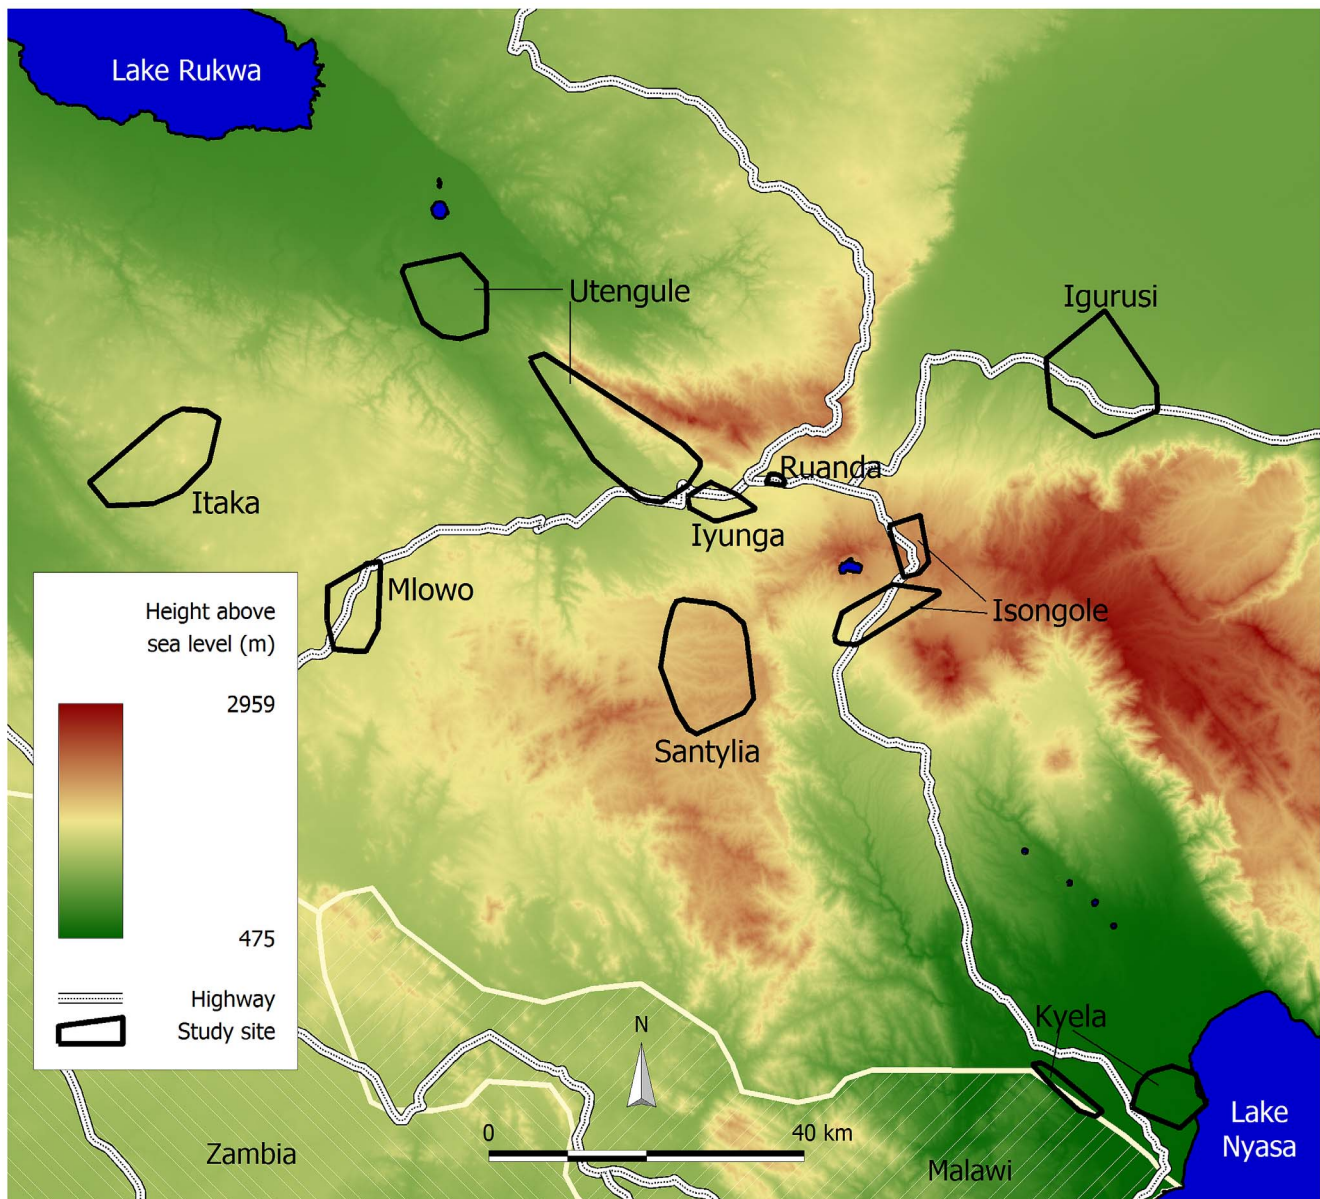 Lake Rukwa
Utengule
Igurusi
Ruanda
Itaka
Iyunga
Mlowo
Isongole
Santylia
Height above
sea level (m)
2959
475
Highway
Study site
Kyela
N
0
40 km
Zambia
Malawi
Lake
Nyasa